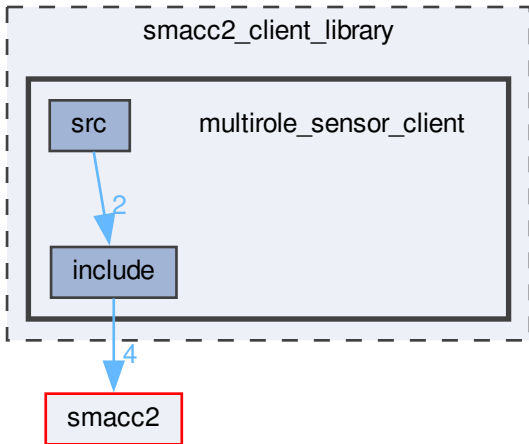 smacc2_client_library
src
multirole_sensor_client
2
include
4
smacc2